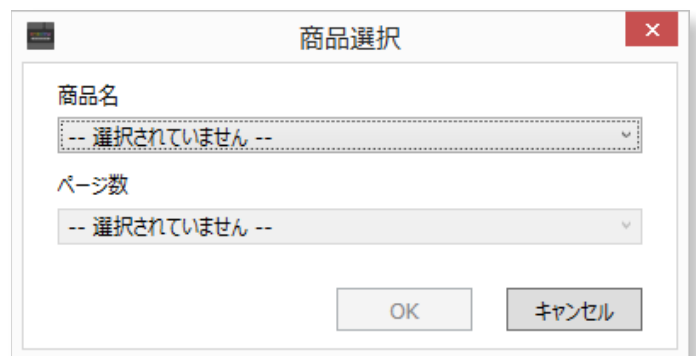 商品選択
商品名
-- 選択されていません --
ページ数
-- 選択されていません --
OK
キャンセル